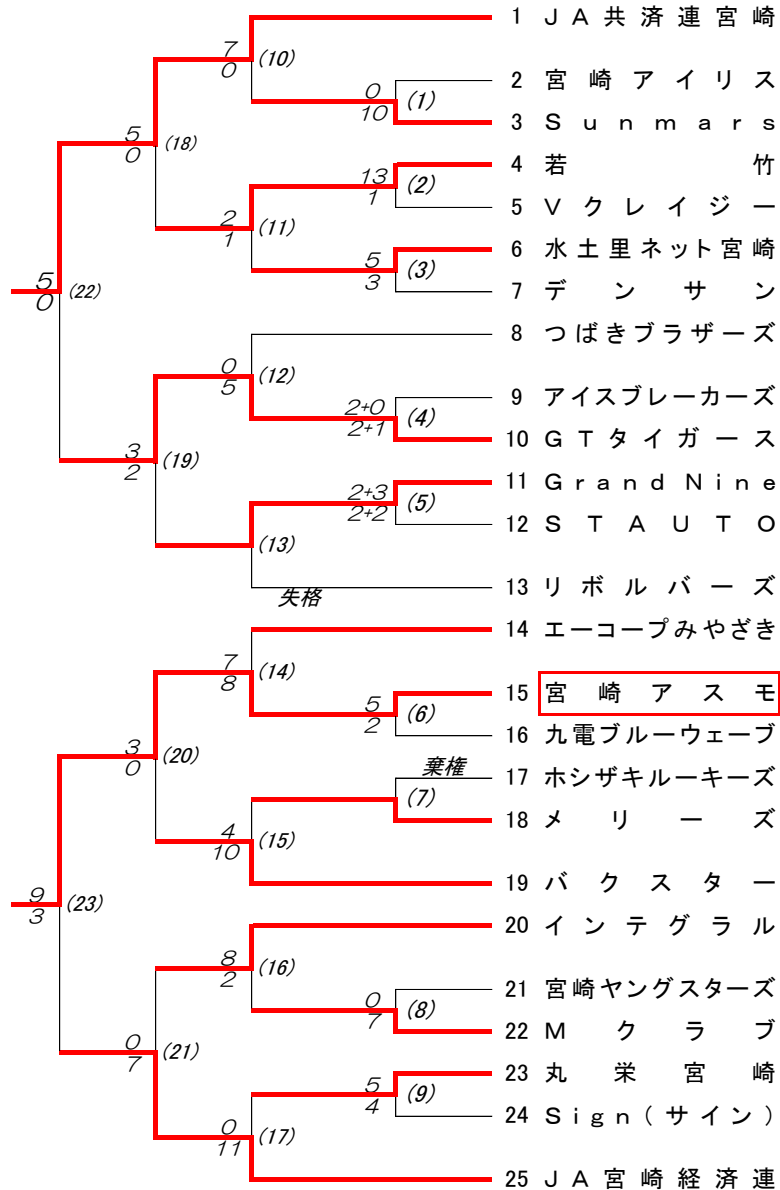 1 JA共済連宮崎
7
0
(10)
2 宮崎アイリス
0
10
(1)
3 Sunmars
5
0
(18)
4 若竹
13
1
(2)
5 Vクレイジー
2
1
(11)
6 水土里ネット宮崎
5
3
(3)
7 デンサン
5
0
(22)
8 つばきブラザーズ
0
5
(12)
9 アイスブレーカーズ
2+0
2+1
(4)
10 GTタイガース
3
2
(19)
11 Grand Nine
2+3
2+2
(5)
12 STAUTO
(13)
13 リボルバーズ
失格
14 エーコープみやざき
7
8
(14)
15 宮崎アスモ
5
2
(6)
16 九電ブルーウェーブ
3
0
(20)
棄権
17 ホシザキルーキーズ
(7)
18 メリーズ
4
10
(15)
19 バクスター
9
3
(23)
20 インテグラル
8
2
(16)
21 宮崎ヤングスターズ
0
7
(8)
22 Mクラブ
0
7
(21)
23 丸栄宮崎
5
4
(9)
24 Sign(サイン)
0
11
(17)
25 JA宮崎経済連